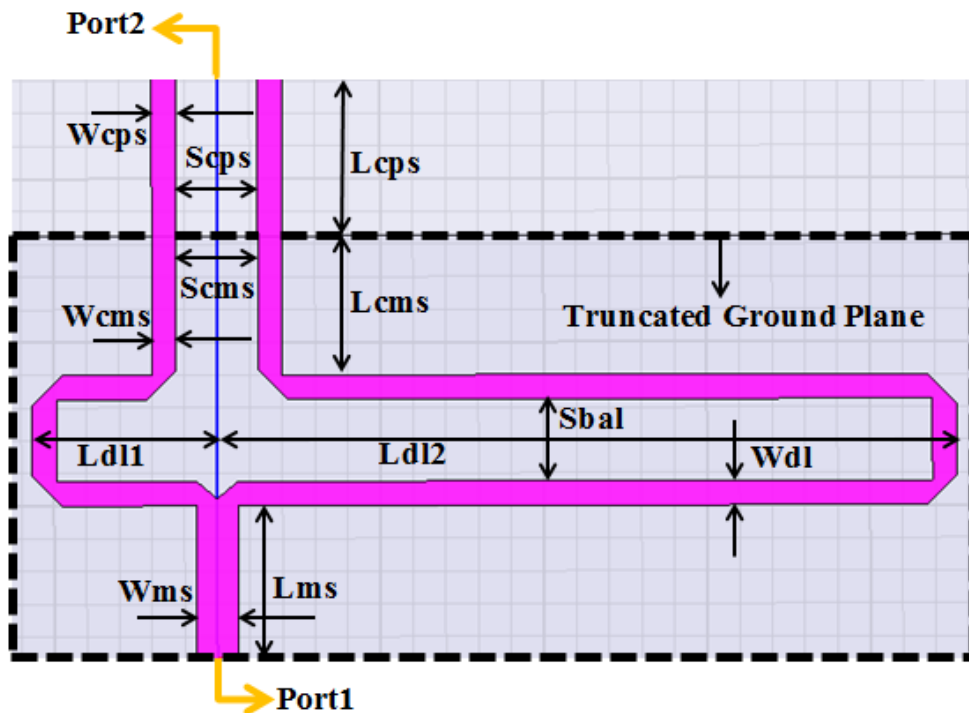 Port2
Wcps
Scps
Lcps
Scms
Wcms
Lcms
Truncated Ground Plane
Sbal
Ldl1
Ldl2
Wdl
Wms
Lms
Port1